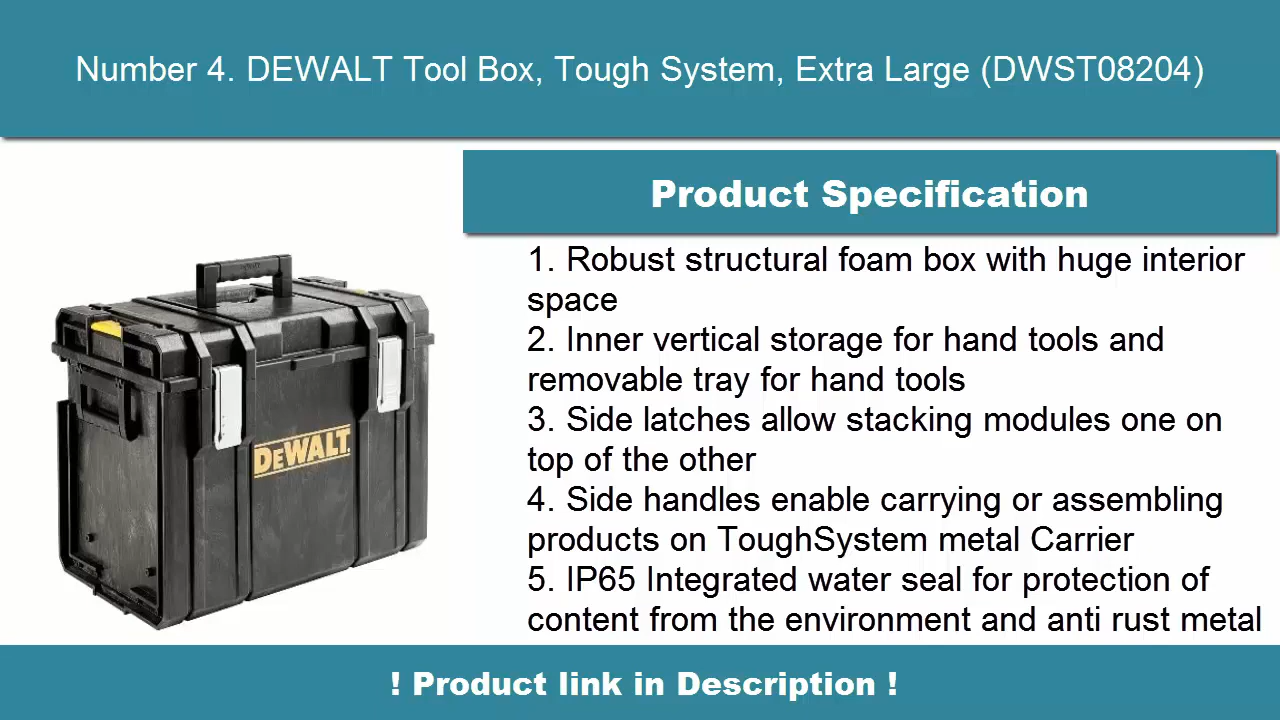 Number 4. DEWALT Tool Box, Tough System, Extra Large (DWST08204)
Product Specification
1. Robust structural foam box with huge interior
space
2. Inner vertical storage for hand tools and
removable tray for hand tools
3. Side latches allow stacking modules one on
top of the other
4. Side handles enable carrying or assembling
products on ToughSystem metal Carrier
5. IP65 Integrated water seal for protection of
content from the environment and anti rust metal
DEWALT
! Product link in Description !